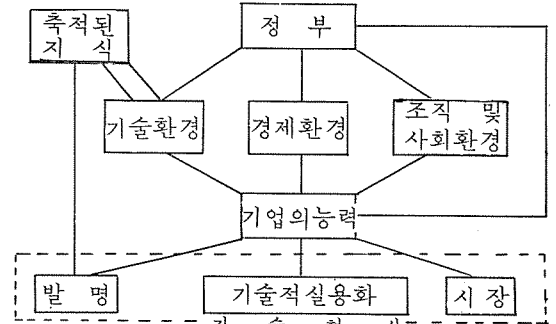 축적된
지 식
정 부
기술환경
경제환경
조직 및
사회환경
기업의능력
발 명
기술적실용화
시 장